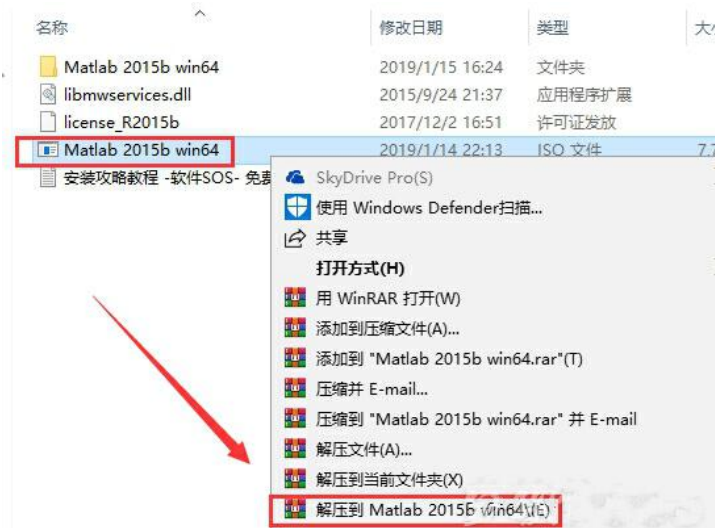 名称 修改日期 类型 大
Matlab 2015b win64 2019/1/15 16:24 文件夹
libmwservices.dll 2015/9/24 21:37 应用程序扩展
license_R2015b 2017/12/2 16:51 许可证发放
Matlab 2015b win64 2019/1/14 22:13 ISO 文件 7.7
安装攻略教程 -软件SOS- 免费
SkyDrive Pro(S)
使用 Windows Defender扫描...
共享
打开方式(H)
用 WinRAR 打开(W)
添加到压缩文件(A)...
添加到 "Matlab 2015b win64.rar"(T)
压缩并 E-mail...
压缩到 "Matlab 2015b win64.rar" 并 E-mail
解压文件(A)...
解压到当前文件夹(X)
解压到 Matlab 2015b win64\(E)